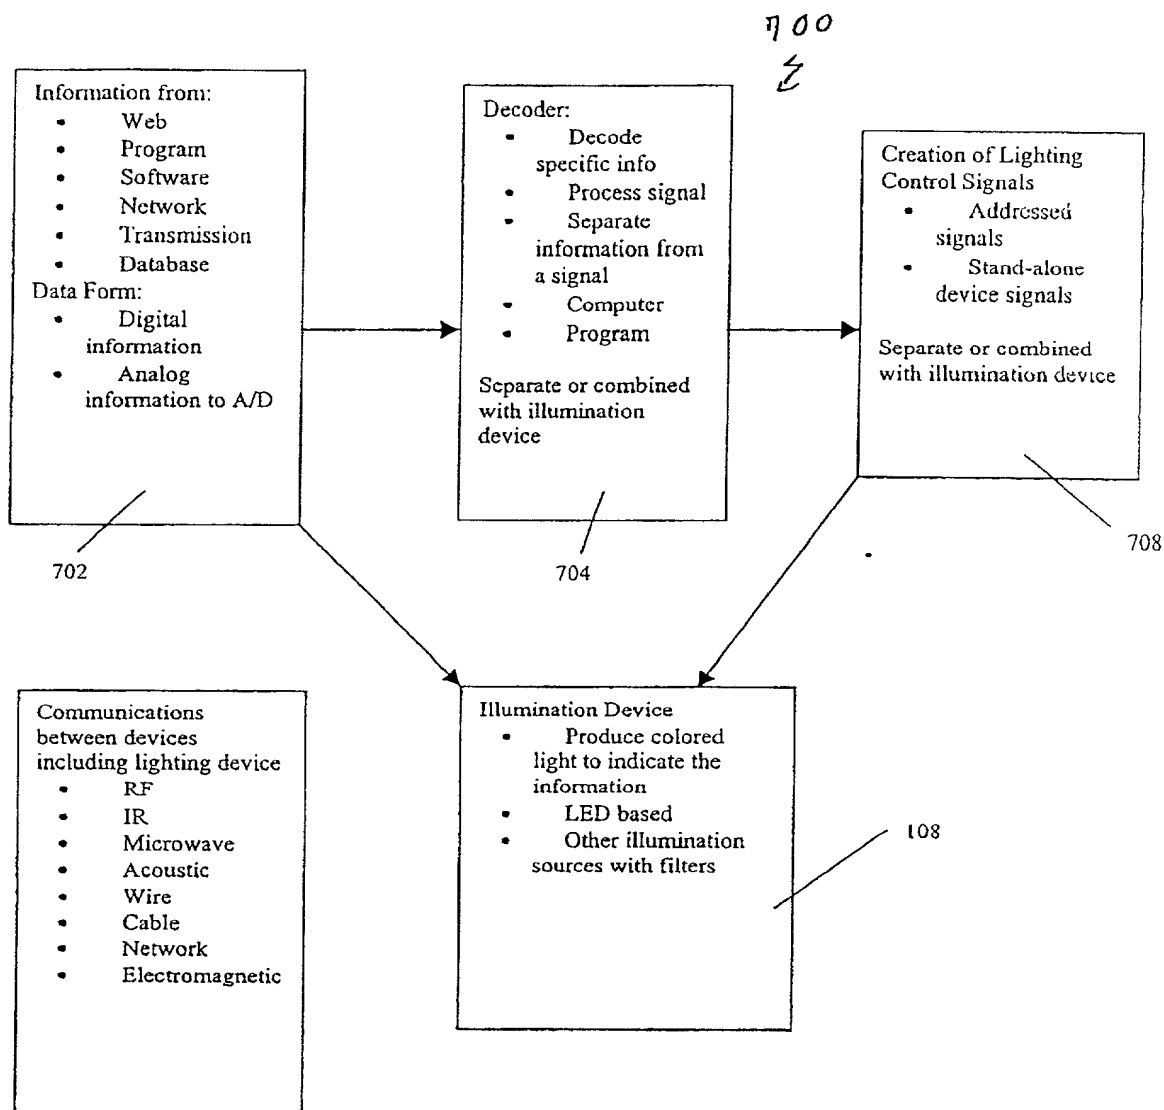 700
Information from:
• Web
• Program
• Software
• Network
• Transmission
• Database
Data Form:
• Digital
information
• Analog
information to A/D
702
Decoder:
• Decode
specific info
• Process signal
• Separate
information from
a signal
• Computer
• Program
Separate or combined
with illumination
device
704
Creation of Lighting
Control Signals
• Addressed
signals
• Stand-alone
device signals
Separate or combined
with illumination device
708
Communications
between devices
including lighting device
• RF
• IR
• Microwave
• Acoustic
• Wire
• Cable
• Network
• Electromagnetic
Illumination Device
• Produce colored
light to indicate the
information
• LED based
• Other illumination
sources with filters
108